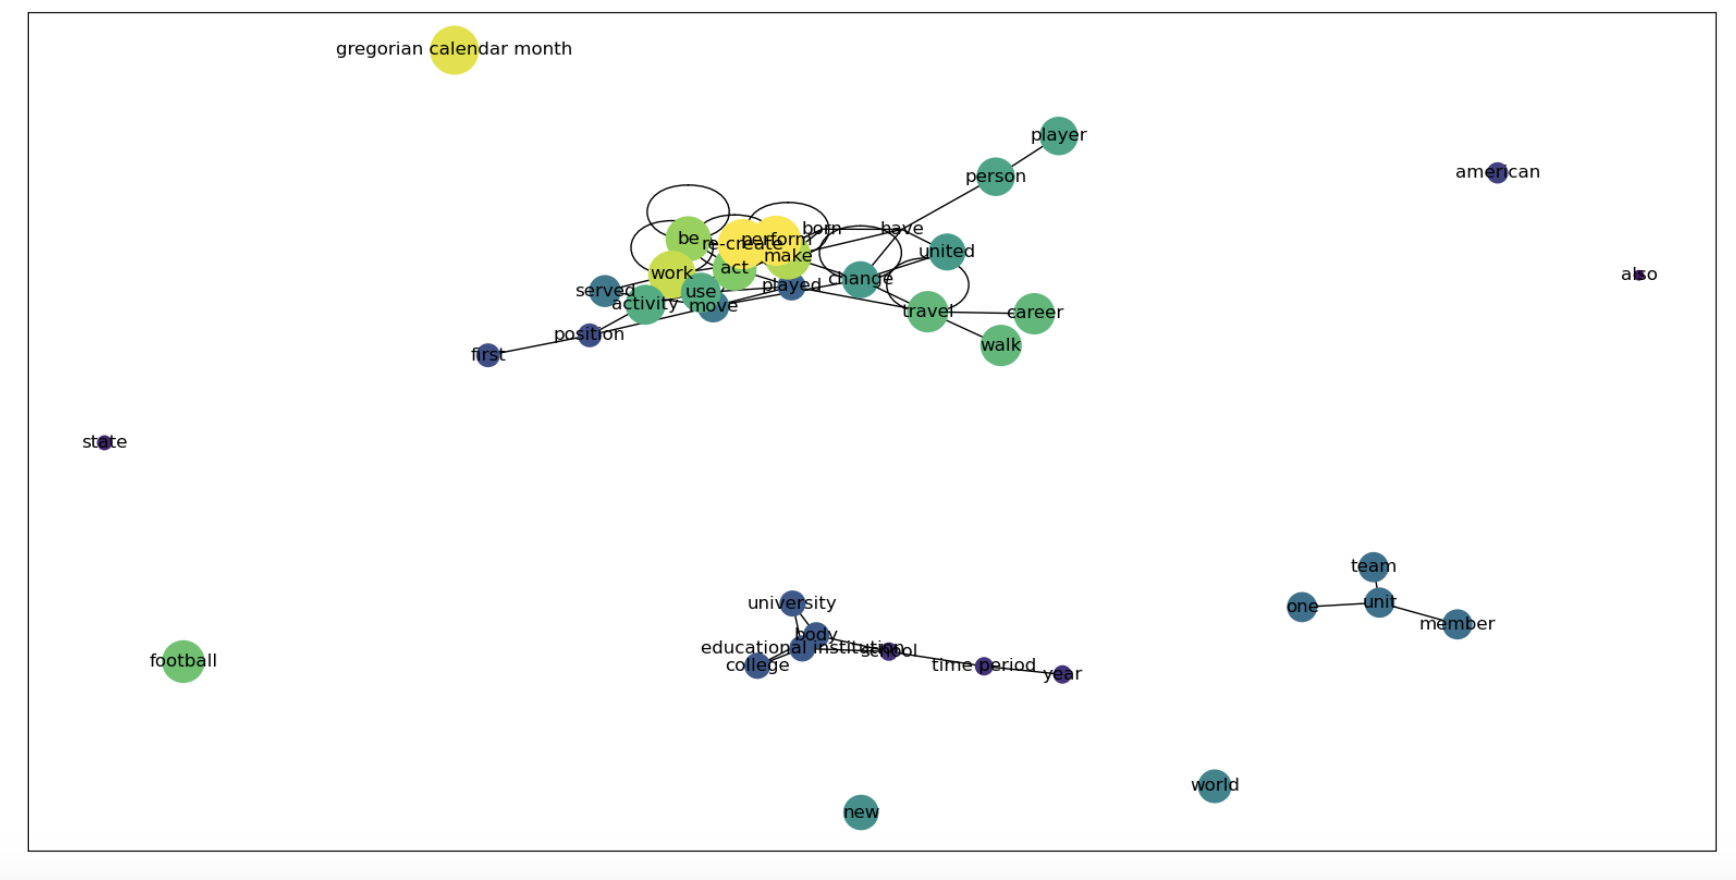 gregorian calendar month
player
american
person
born
have
be
re-create
perform
united
make
act
work
change
also
played
served
use
activity
move
travel
career
position
walk
first
state
team
university
one
unit
member
body
educational institution
school
football
college
time period
year
world
new